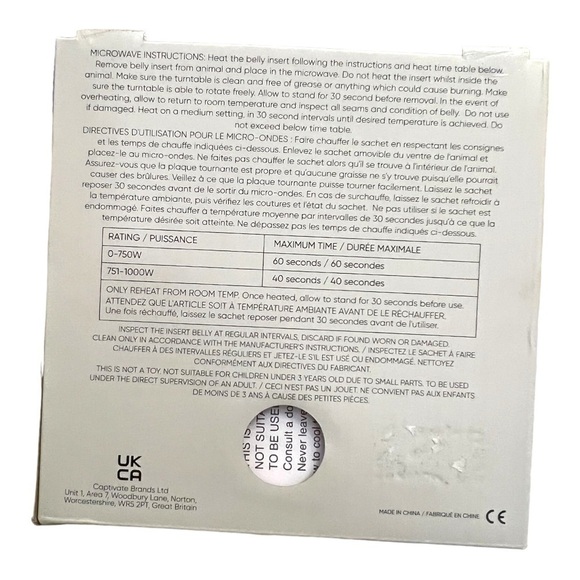 MICROWAVE INSTRUCTIONS: Heat the belly insert following the instructions and heat time table below.
Remove belly insert from animal and place in the microwave. Do not heat the insert whilst inside the
animal. Make sure the turntable is clean and free of grease or anything which could cause burning. Make
sure the turntable is able to rotate freely. Allow to stand for 30 second before removal. In the event of
overheating, allow to return to room temperature and inspect all seams and condition of belly. Do not use
if damaged. Heat on a medium setting, in 30 second intervals until desired temperature is achieved. Do
not exceed below time table.
DIRECTIVES D'UTILISATION POUR LE MICRO-ONDES : Faire chauffer le sachet en respectant les consignes
et les temps de chauffe indiquées ci-dessous. Enlevez le sachet amovible du ventre de l'animal et
placez-le au micro-ondes. Ne faites pas chauffer le sachet alors qu'il se trouve à l'intérieur de l'animal.
Assurez-vous que la plaque tournante est propre et qu'aucune graisse ne s'y trouve puisqu'elle pourrait
causer des brûlures. Veillez à ce que la plaque tournante puisse tourner facilement. Laissez le sachet
reposer 30 secondes avant de le sortir du micro-ondes. En cas de surchauffe, laissez le sachet refroidir à
la température ambiante, puis vérifiez les coutures et l'état du sachet. Ne pas utiliser si le sachet est
endommagé. Faites chauffer à température moyenne par intervalles de 30 secondes jusqu'à ce que la
température désirée soit atteinte. Ne dépassez pas les temps de chauffe indiqués ci-dessous.
RATING / PUISSANCE MAXIMUM TIME / DURÉE MAXIMALE
0-750W 60 seconds / 60 secondes
751-1000W 40 seconds / 40 secondes
ONLY REHEAT FROM ROOM TEMP. Once heated, allow to stand for 30 seconds before use.
ATTENDEZ QUE L'ARTICLE SOIT À TEMPÉRATURE AMBIANTE AVANT DE LE RÉCHAUFFER.
Une fois réchauffé, laissez le sachet reposer pendant 30 secondes avant de l'utiliser.
INSPECT THE INSERT BELLY AT REGULAR INTERVALS, DISCARD IF FOUND WORN OR DAMAGED.
CLEAN ONLY IN ACCORDANCE WITH THE MANUFACTURER'S INSTRUCTIONS. / INSPECTEZ LE SACHET À FAIRE
CHAUFFER À DES INTERVALLES RÉGULIERS ET JETEZ-LE S'IL EST USÉ OU ENDOMMAGÉ. NETTOYEZ
CONFORMÉMENT AUX DIRECTIVES DU FABRICANT.
THIS IS NOT A TOY. NOT SUITABLE FOR CHILDREN UNDER 3 YEARS OLD DUE TO SMALL PARTS. TO BE USED
UNDER THE DIRECT SUPERVISION OF AN ADULT. / CECI N'EST PAS UN JOUET. NE CONVIENT PAS AUX ENFANTS
DE MOINS DE 3 ANS À CAUSE DES PETITES PIÈCES.
THIS IS
NOT SUIT
TO BE USE
Consult a do
Never leave
to cool
UK
CA
Captivate Brands Ltd
Unit 1, Area 7, Woodbury Lane, Norton,
Worcestershire, WR5 2PT, Great Britain
MADE IN CHINA / FABRIQUÉ EN CHINE CE